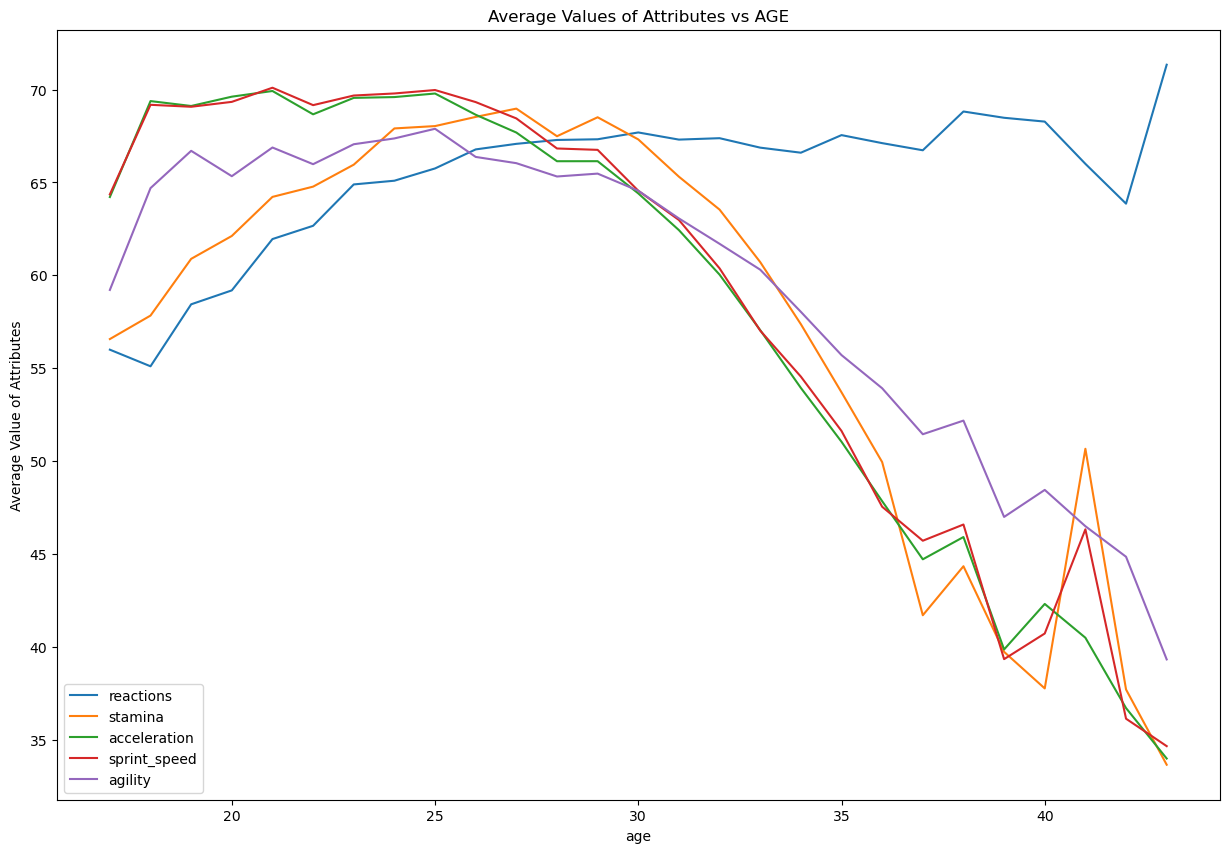 Average Values of Attributes vs AGE
Average Value of Attributes
70
65
60
55
50
45
40
35
reactions
stamina
acceleration
sprint_speed
agility
20
25
30
35
40
age